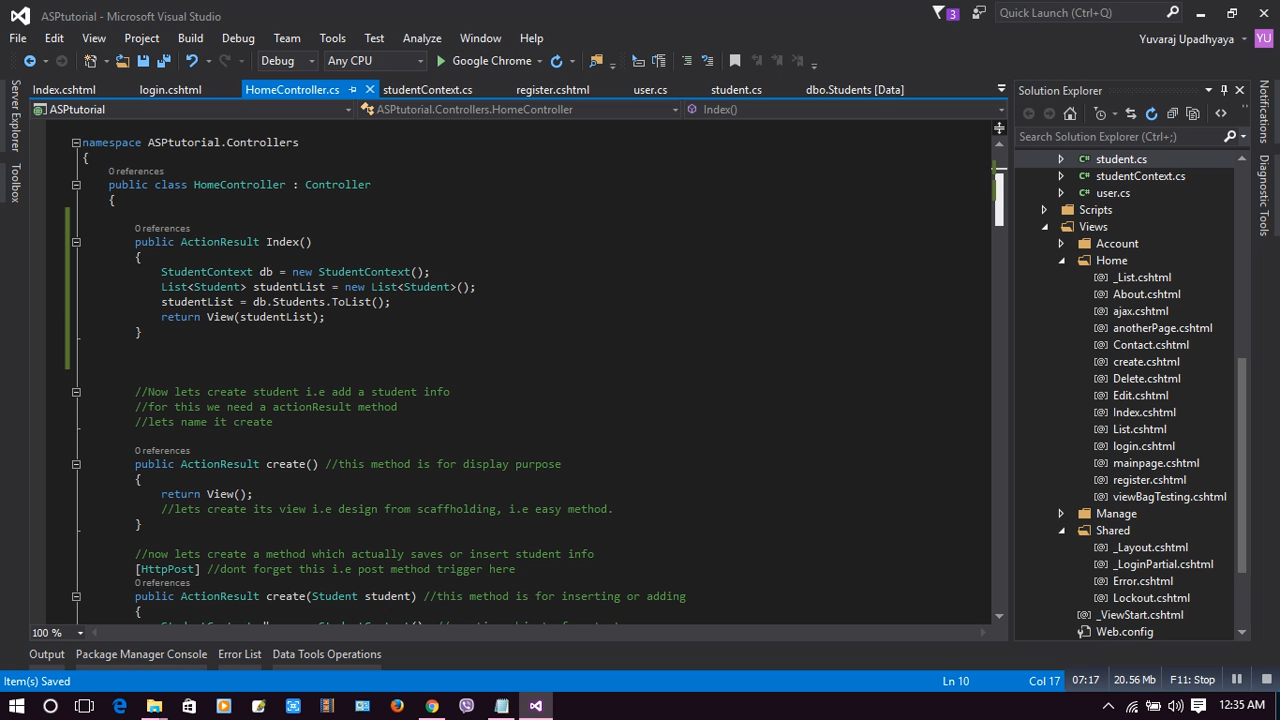 ASPtutorial - Microsoft Visual Studio
3
Quick Launch (Ctrl+Q)
File Edit View Project Build Debug Team Tools Test Analyze Window Help
Yuvaraj Upadhyaya YU
Debug Any CPU Google Chrome
Index.cshtml login.cshtml HomeController.cs studentContext.cs register.cshtml user.cs student.cs dbo.Students [Data]
ASPtutorial ASPtutorial.Controllers.HomeController Index()
Server Explorer
Toolbox
namespace ASPtutorial.Controllers
{
0 references
public class HomeController : Controller
{
0 references
public ActionResult Index()
{
StudentContext db = new StudentContext();
List<Student> studentList = new List<Student>();
studentList = db.Students.ToList();
return View(studentList);
}
//Now lets create student i.e add a student info
//for this we need a actionResult method
//lets name it create
0 references
public ActionResult create() //this method is for display purpose
{
return View();
//lets create its view i.e design from scaffholding, i.e easy method.
}
//now lets create a method which actually saves or insert student info
[HttpPost] //dont forget this i.e post method trigger here
0 references
public ActionResult create(Student student) //this method is for inserting or adding
{
100 %
Solution Explorer
Search Solution Explorer (Ctrl+;)
student.cs
studentContext.cs
user.cs
Scripts
Views
Account
Home
_List.cshtml
About.cshtml
ajax.cshtml
anotherPage.cshtml
Contact.cshtml
create.cshtml
Delete.cshtml
Edit.cshtml
Index.cshtml
List.cshtml
login.cshtml
mainpage.cshtml
register.cshtml
viewBagTesting.cshtml
Manage
Shared
_Layout.cshtml
_LoginPartial.cshtml
Error.cshtml
Lockout.cshtml
_ViewStart.cshtml
Web.config
Notifications
Diagnostic Tools
Output Package Manager Console Error List Data Tools Operations
Item(s) Saved Ln 10 Col 17 07:17 20.56 Mb F11: Stop
12:35 AM